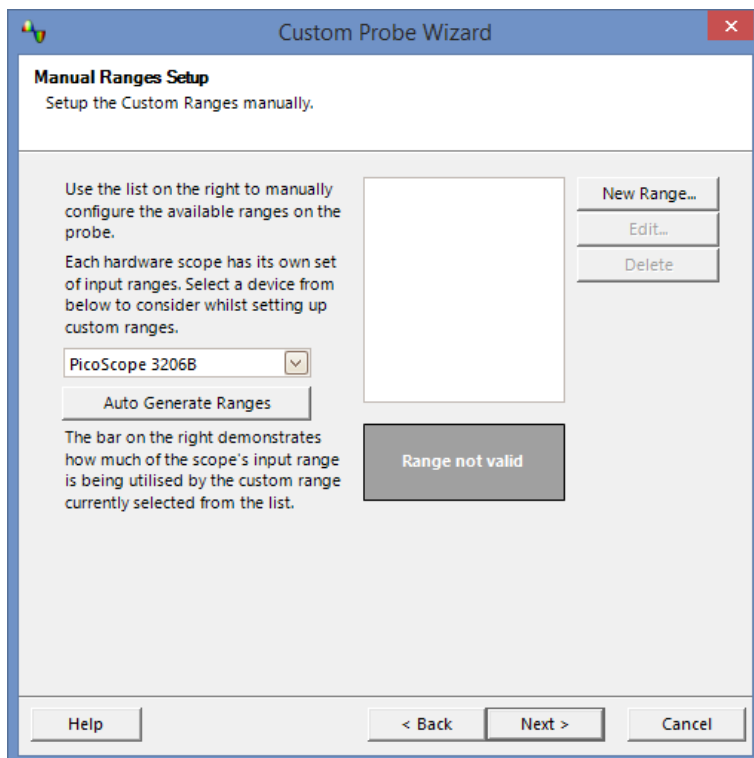 Custom Probe Wizard
Manual Ranges Setup
Setup the Custom Ranges manually.
Use the list on the right to manually
configure the available ranges on the
probe.
Each hardware scope has its own set
of input ranges. Select a device from
below to consider whilst setting up
custom ranges.
PicoScope 3206B
Auto Generate Ranges
The bar on the right demonstrates
how much of the scope's input range
is being utilised by the custom range
currently selected from the list.
Range not valid
New Range...
Edit...
Delete
Help
< Back
Next >
Cancel